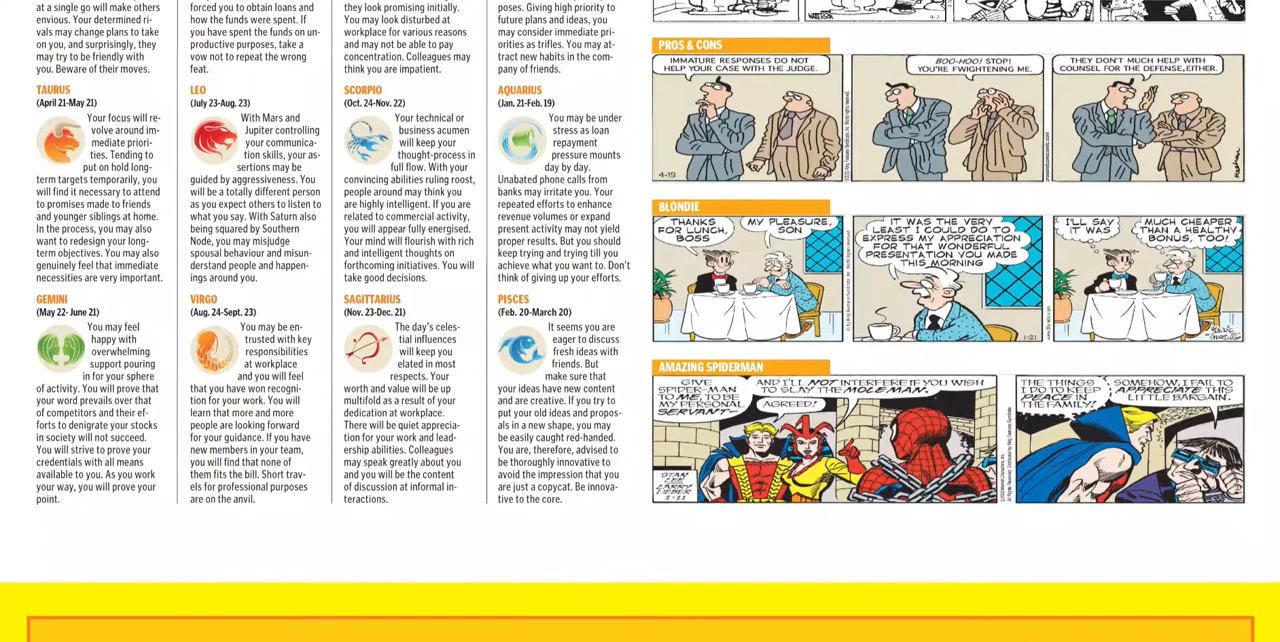 at a single go will make others
envious. Your determined ri-
vals may change plans to take
on you, and surprisingly, they
may try to be friendly with
you. Beware of their moves.
TAURUS
(April 21-May 21)
Your focus will re-
volve around im-
mediate priori-
ties. Tending to
put on hold long-
term targets temporarily, you
will find it necessary to attend
to promises made to friends
and younger siblings at home.
In the process, you may also
want to redesign your long-
term objectives. You may also
genuinely feel that immediate
necessities are very important.
GEMINI
(May 22- June 21)
You may feel
happy with
overwhelming
support pouring
in for your sphere
of activity. You will prove that
your word prevails over that
of competitors and their ef-
forts to denigrate your stocks
in society will not succeed.
You will strive to prove your
credentials with all means
available to you. As you work
your way, you will prove your
point.
forced you to obtain loans and
how the funds were spent. If
you have spent the funds on un-
productive purposes, take a
vow not to repeat the wrong
feat.
LEO
(July 23-Aug. 23)
With Mars and
Jupiter controlling
your communica-
tion skills, your as-
sertions may be
guided by aggressiveness. You
will be a totally different person
as you expect others to listen to
what you say. With Saturn also
being squared by Southern
Node, you may misjudge
spousal behaviour and misun-
derstand people and happen-
ings around you.
VIRGO
(Aug. 24-Sept. 23)
You may be en-
trusted with key
responsibilities
at workplace
and you will feel
that you have won recogni-
tion for your work. You will
learn that more and more
people are looking forward
for your guidance. If you have
new members in your team,
you will find that none of
them fits the bill. Short trav-
els for professional purposes
are on the anvil.
they look promising initially.
You may look disturbed at
workplace for various reasons
and may not be able to pay
concentration. Colleagues may
think you are impatient.
SCORPIO
(Oct. 24-Nov. 22)
Your technical or
business acumen
will keep your
thought-process in
full flow. With your
convincing abilities ruling roost,
people around may think you
are highly intelligent. If you are
related to commercial activity,
you will appear fully energised.
Your mind will flourish with rich
and intelligent thoughts on
forthcoming initiatives. You will
take good decisions.
SAGITTARIUS
(Nov. 23-Dec. 21)
The day's celes-
tial influences
will keep you
elated in most
respects. Your
worth and value will be up
multifold as a result of your
dedication at workplace.
There will be quiet apprecia-
tion for your work and lead-
ership abilities. Colleagues
may speak greatly about you
and you will be the content
of discussion at informal in-
teractions.
poses. Giving high priority to
future plans and ideas, you
may consider immediate pri-
orities as trifles. You may at-
tract new habits in the com-
pany of friends.
AQUARIUS
(Jan. 21-Feb. 19)
You may be under
stress as loan
repayment
pressure mounts
day by day.
Unabated phone calls from
banks may irritate you. Your
repeated efforts to enhance
revenue volumes or expand
present activity may not yield
proper results. But you should
keep trying and trying till you
achieve what you want to. Don't
think of giving up your efforts.
PISCES
(Feb. 20-March 20)
It seems you are
eager to discuss
fresh ideas with
friends. But
make sure that
your ideas have new content
and are creative. If you try to
put your old ideas and propos-
als in a new shape, you may
be easily caught red-handed.
You are, therefore, advised to
be thoroughly innovative to
avoid the impression that you
are just a copycat. Be innova-
tive to the core.
WATTERSON
9-7
PROS & CONS
IMMATURE RESPONSES DO NOT
HELP YOUR CASE WITH THE JUDGE.
4-19
BOO-HOO! STOP!
YOU'RE FWIGHTENING ME.
THEY DON'T MUCH HELP WITH
COUNSEL FOR THE DEFENSE, EITHER.
BLONDIE
THANKS
FOR LUNCH,
BOSS
MY PLEASURE,
SON
IT WAS THE VERY
LEAST I COULD DO TO
EXPRESS MY APPRECIATION
FOR THAT WONDERFUL
PRESENTATION YOU MADE
THIS MORNING
1-21
I'LL SAY
IT WAS
MUCH CHEAPER
THAN A HEALTHY
BONUS, TOO!
AMAZING SPIDERMAN
GIVE
SPIDER-MAN
TO ME, TO BE
MY PERSONAL
SERVANT--
AND I'LL NOT INTERFERE IF YOU WISH
TO SLAY THE MOLE MAN.
AGREED!
STAN
LEE
LARRY
LIEBER
1-11
THE THINGS
I DO TO KEEP
PEACE IN
THE FAMILY!
SOMEHOW, I FAIL TO
APPRECIATE THIS
LITTLE BARGAIN.